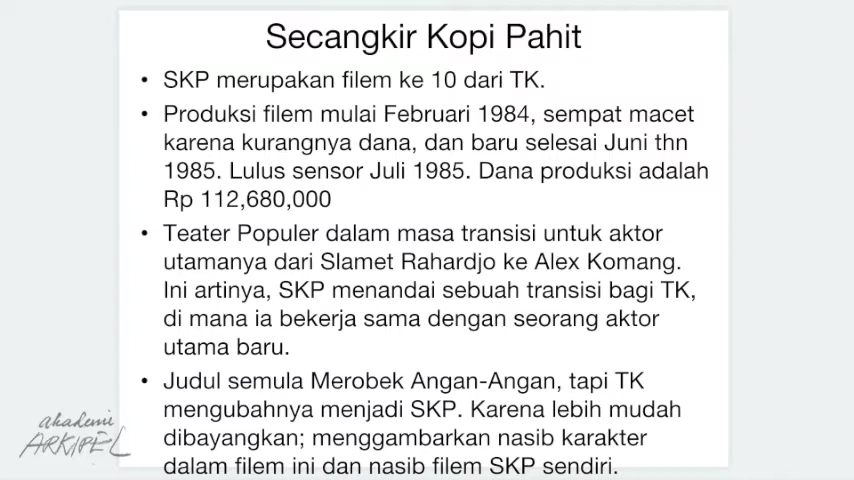 Secangkir Kopi Pahit
• SKP merupakan filem ke 10 dari TK.
• Produksi filem mulai Februari 1984, sempat macet
karena kurangnya dana, dan baru selesai Juni thn
1985. Lulus sensor Juli 1985. Dana produksi adalah
Rp 112,680,000
• Teater Populer dalam masa transisi untuk aktor
utamanya dari Slamet Rahardjo ke Alex Komang.
Ini artinya, SKP menandai sebuah transisi bagi TK,
di mana ia bekerja sama dengan seorang aktor
utama baru.
• Judul semula Merobek Angan-Angan, tapi TK
mengubahnya menjadi SKP. Karena lebih mudah
dibayangkan; menggambarkan nasib karakter
dalam filem ini dan nasib filem SKP sendiri.
akademi
ARKIPEL